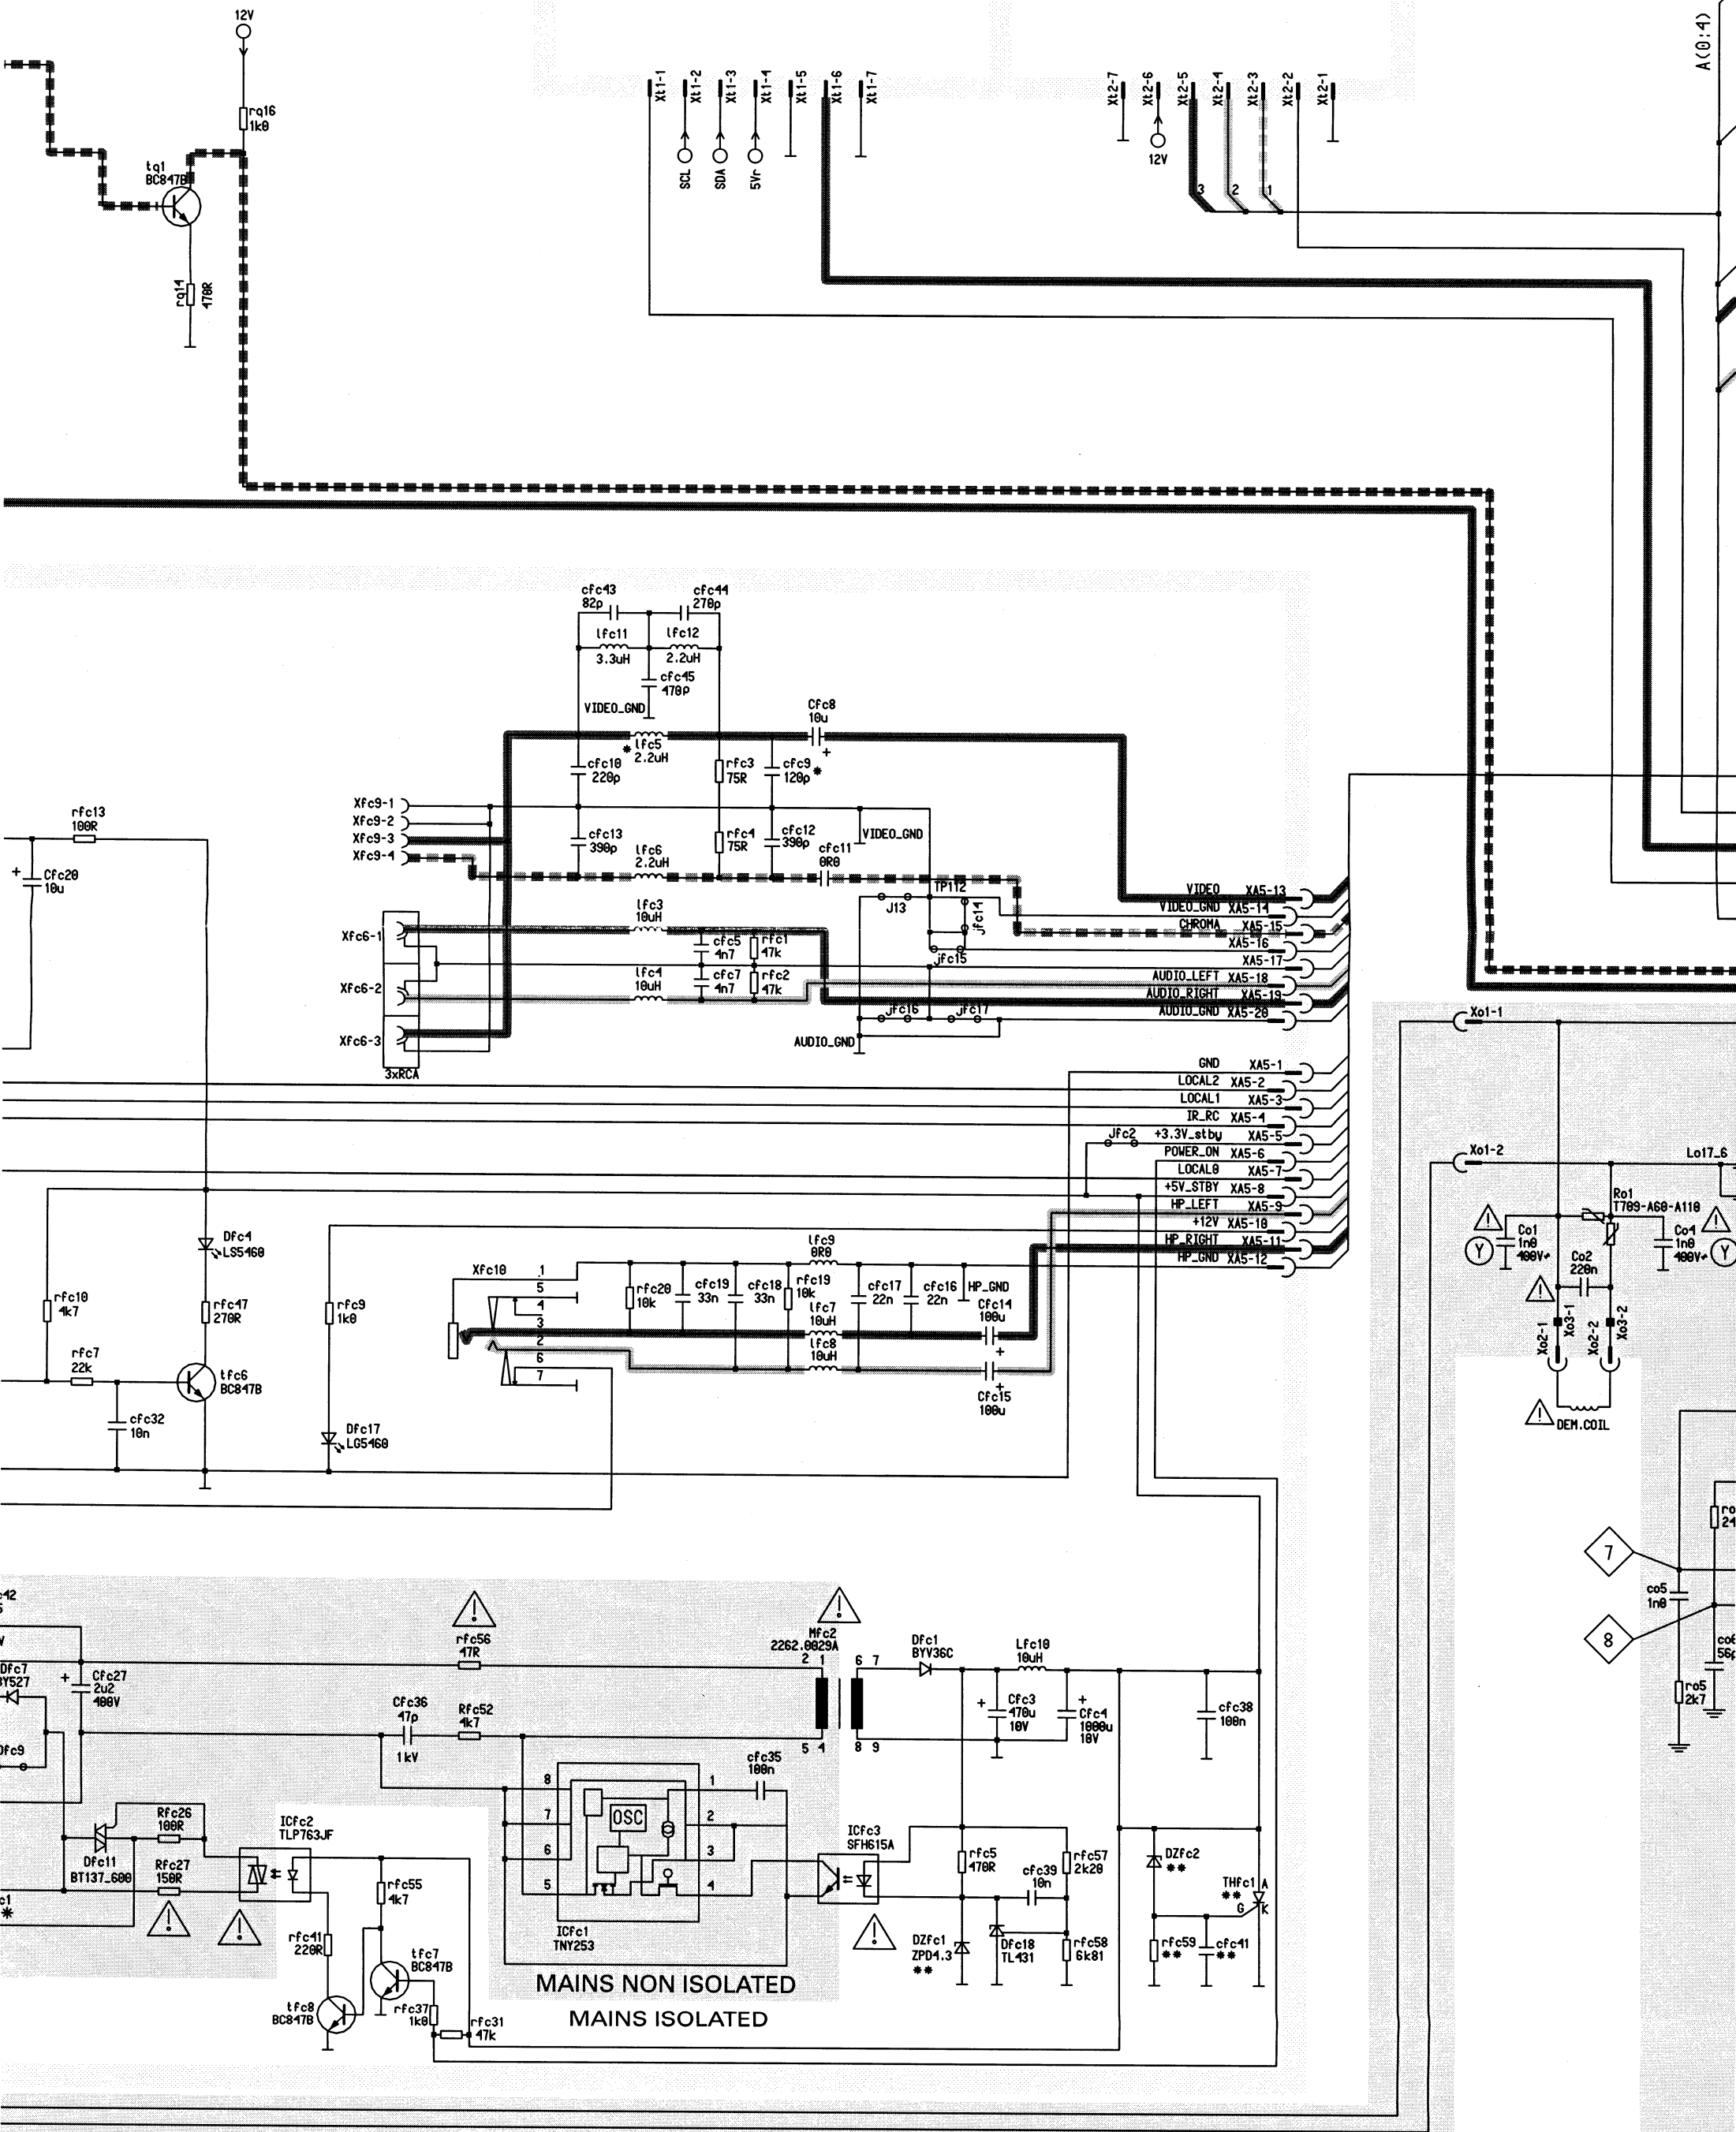 12V
A(0:4)
Xt1-1
Xt1-2
Xt1-3
Xt1-4
Xt1-5
Xt1-6
Xt1-7
Xt2-7
Xt2-6
Xt2-5
Xt2-4
Xt2-3
Xt2-2
Xt2-1
rq16
1k0
tq1
BC847B
SCL
SDA
5Vr
12V
3
2
1
rq14
470R
cfc43
82p
cfc44
270p
lfc11
3.3uH
lfc12
2.2uH
cfc45
470p
VIDEO_GND
Cfc8
10u
+
*
lfc5
2.2uH
cfc10
220p
rfc3
75R
cfc9
120p *
Xfc9-1
Xfc9-2
Xfc9-3
Xfc9-4
rfc13
100R
+
Cfc20
10u
cfc13
390p
lfc6
2.2uH
rfc4
75R
cfc12
390p
VIDEO_GND
cfc11
0R0
TP112
J13
jfc14
jfc15
VIDEO XA5-13
VIDEO_GND XA5-14
CHROMA XA5-15
XA5-16
XA5-17
AUDIO_LEFT XA5-18
AUDIO_RIGHT XA5-19
AUDIO_GND XA5-20
Xfc6-1
lfc3
10uH
cfc5
4n7
rfc1
47k
Xfc6-2
lfc4
10uH
cfc7
4n7
rfc2
47k
jfc16
jfc17
Xfc6-3
AUDIO_GND
3xRCA
Xo1-1
GND XA5-1
LOCAL2 XA5-2
LOCAL1 XA5-3
IR_RC XA5-4
Jfc2 +3.3V_stby XA5-5
POWER_ON XA5-6
LOCAL0 XA5-7
+5V_STBY XA5-8
HP_LEFT XA5-9
+12V XA5-10
HP_RIGHT XA5-11
HP_GND XA5-12
Xo1-2
Lo17_6
Ro1
T709-A60-A110
Y
Co1
1n0
400V*
Co2
220n
Co4
1n0
400V*
Y
Xo2-1
Xo3-1
Xo2-2
Xo3-2
DEM.COIL
Dfc4
LS5460
lfc9
0R0
Xfc10
1
5
4
3
2
6
7
rfc20
10k
cfc19
33n
cfc18
33n
rfc19
10k
cfc17
22n
cfc16
22n
HP_GND
Cfc14
100u
+
lfc7
10uH
lfc8
10uH
+
Cfc15
100u
rfc10
4k7
rfc47
270R
rfc9
1k0
rfc7
22k
tfc6
BC847B
cfc32
10n
Dfc17
LG5460
7
8
co5
1n0
ro5
2k7
Dfc7
BY527
+
Cfc27
2u2
400V
rfc56
47R
Mfc2
2262.0029A
2 1
6 7
5 4
8 9
Dfc1
BYV36C
Lfc10
10uH
Cfc36
47p
1kV
Rfc52
4k7
+
Cfc3
470u
10V
+
Cfc4
1000u
10V
cfc38
100n
cfc35
100n
8
7
6
5
1
2
3
4
OSC
ICfc1
TNY253
Rfc26
100R
Rfc27
150R
Dfc11
BT137_600
ICfc2
TLP763JF
ICfc3
SFH615A
rfc55
4k7
rfc41
220R
tfc7
BC847B
tfc8
BC847B
rfc37
1k0
rfc31
47k
rfc5
470R
cfc39
10n
rfc57
2k20
DZfc2
**
THfc1
**
A
G
K
DZfc1
ZPD4.3
**
Dfc18
TL431
rfc58
6k81
rfc59
**
cfc41
**
MAINS NON ISOLATED
MAINS ISOLATED